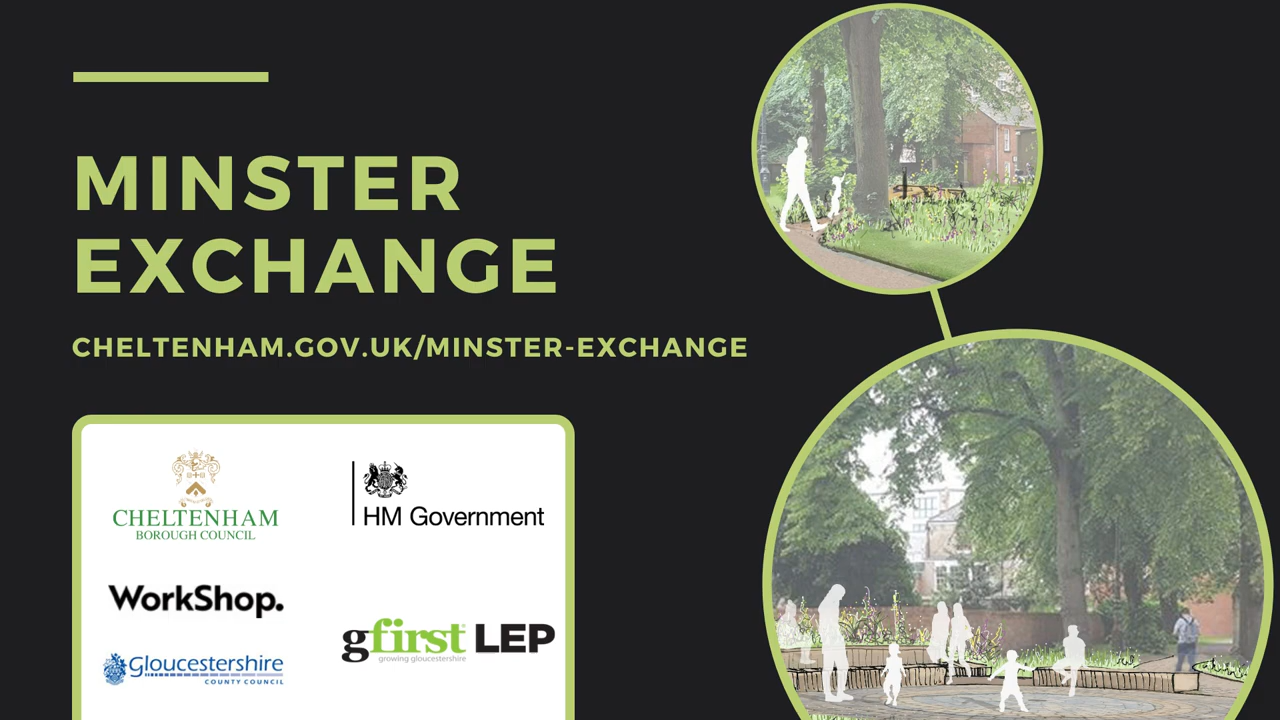 MINSTER
EXCHANGE
CHELTENHAM.GOV.UK/MINSTER-EXCHANGE
CHELTENHAM
BOROUGH COUNCIL
HM Government
WorkShop.
gfirst LEP
growing gloucestershire
gloucestershire
COUNTY COUNCIL